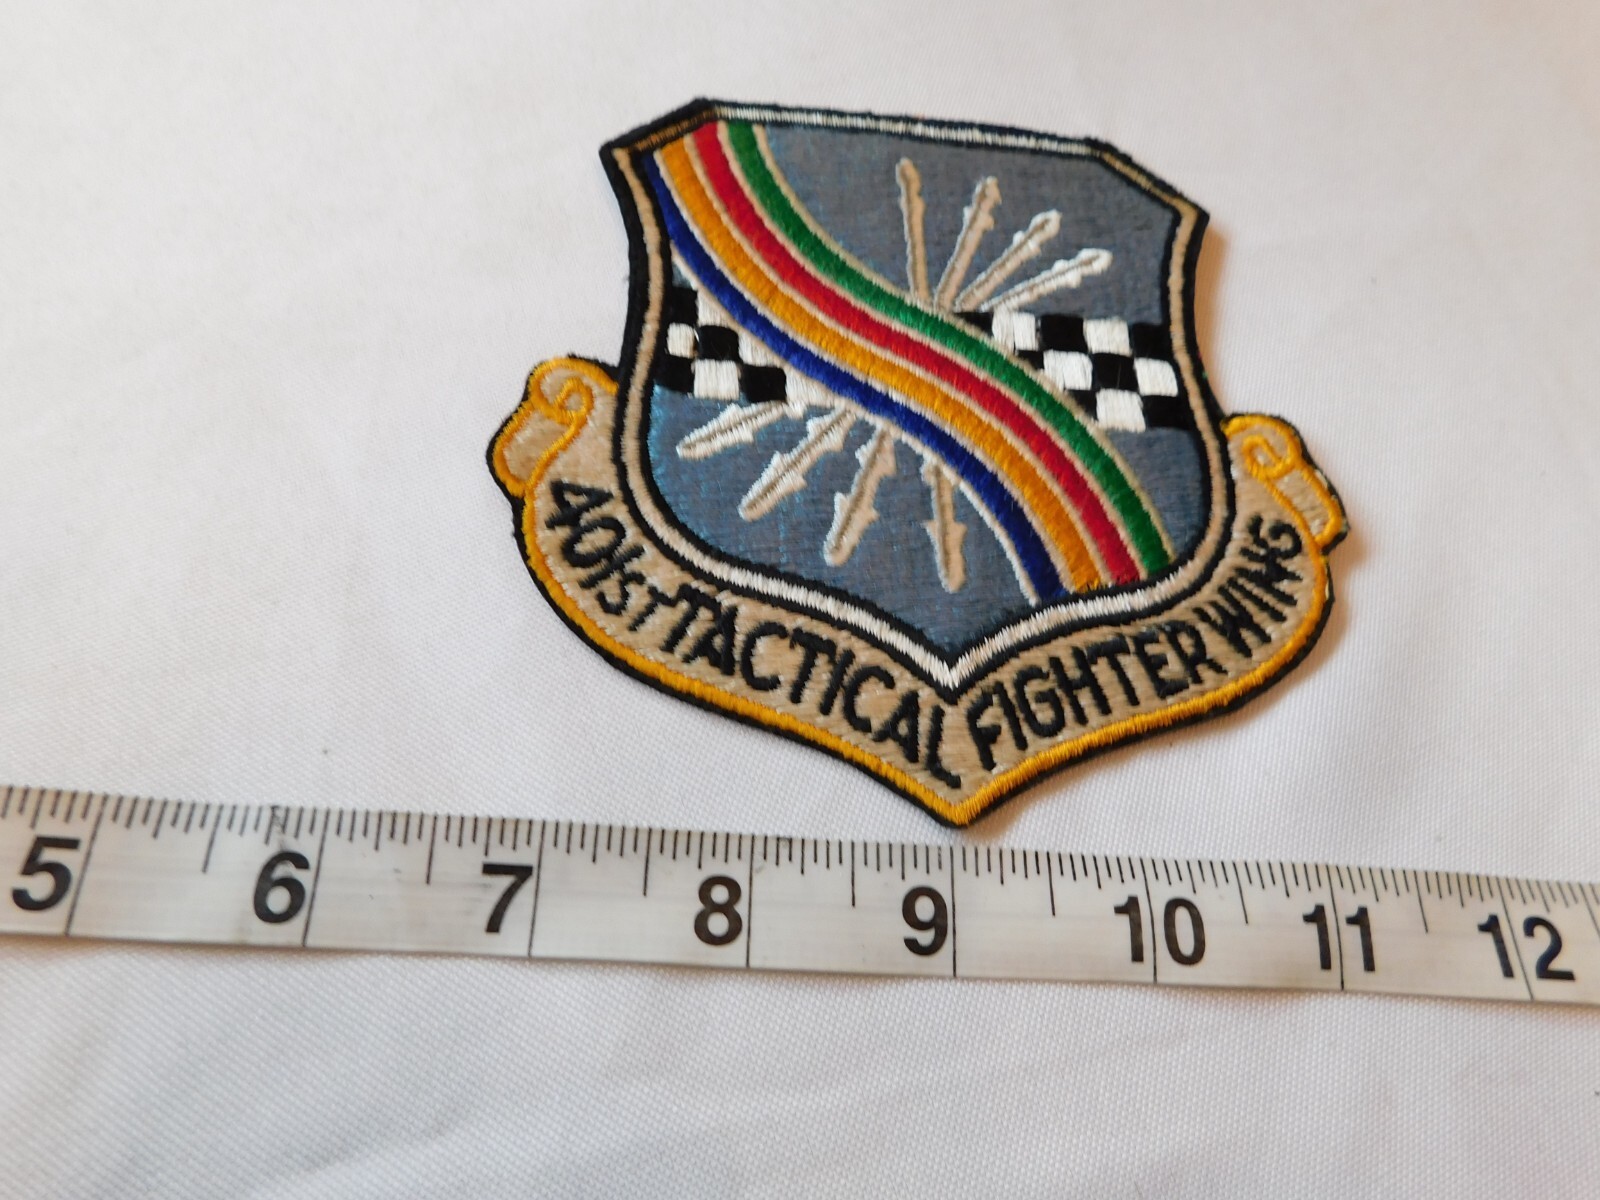 401ST TACTICAL FIGHTER WING
5 6 7 8 9 10 11 12